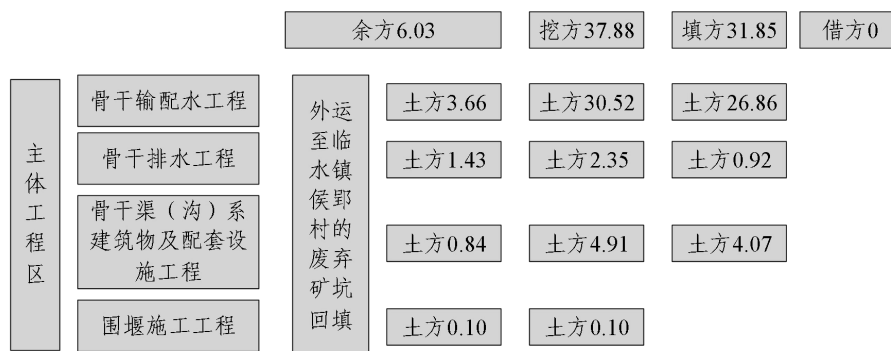 余方6.03
挖方37.88
填方31.85
借方0
主体工程区
骨干输配水工程
外运至临水镇侯郢村的废弃矿坑回填
土方3.66
土方30.52
土方26.86
骨干排水工程
土方1.43
土方2.35
土方0.92
骨干渠（沟）系
建筑物及配套设
施工程
土方0.84
土方4.91
土方4.07
围堰施工工程
土方0.10
土方0.10